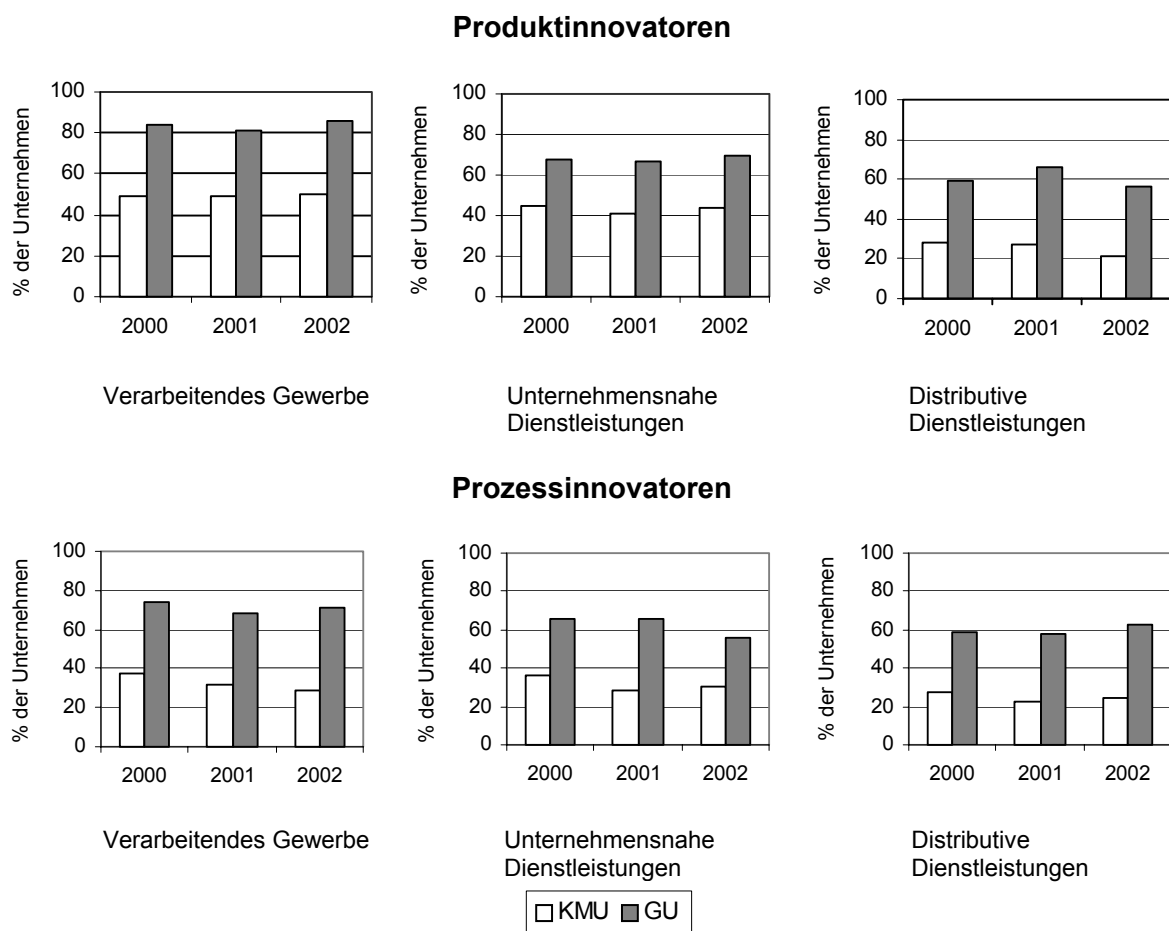 Produktinnovatoren
% der Unternehmen
100
80
60
40
20
0
2000 2001 2002
Verarbeitendes Gewerbe
% der Unternehmen
100
80
60
40
20
0
2000 2001 2002
Unternehmensnahe
Dienstleistungen
% der Unternehmen
100
80
60
40
20
0
2000 2001 2002
Distributive
Dienstleistungen
Prozessinnovatoren
% der Unternehmen
100
80
60
40
20
0
2000 2001 2002
Verarbeitendes Gewerbe
% der Unternehmen
100
80
60
40
20
0
2000 2001 2002
Unternehmensnahe
Dienstleistungen
% der Unternehmen
100
80
60
40
20
0
2000 2001 2002
Distributive
Dienstleistungen
KMU GU